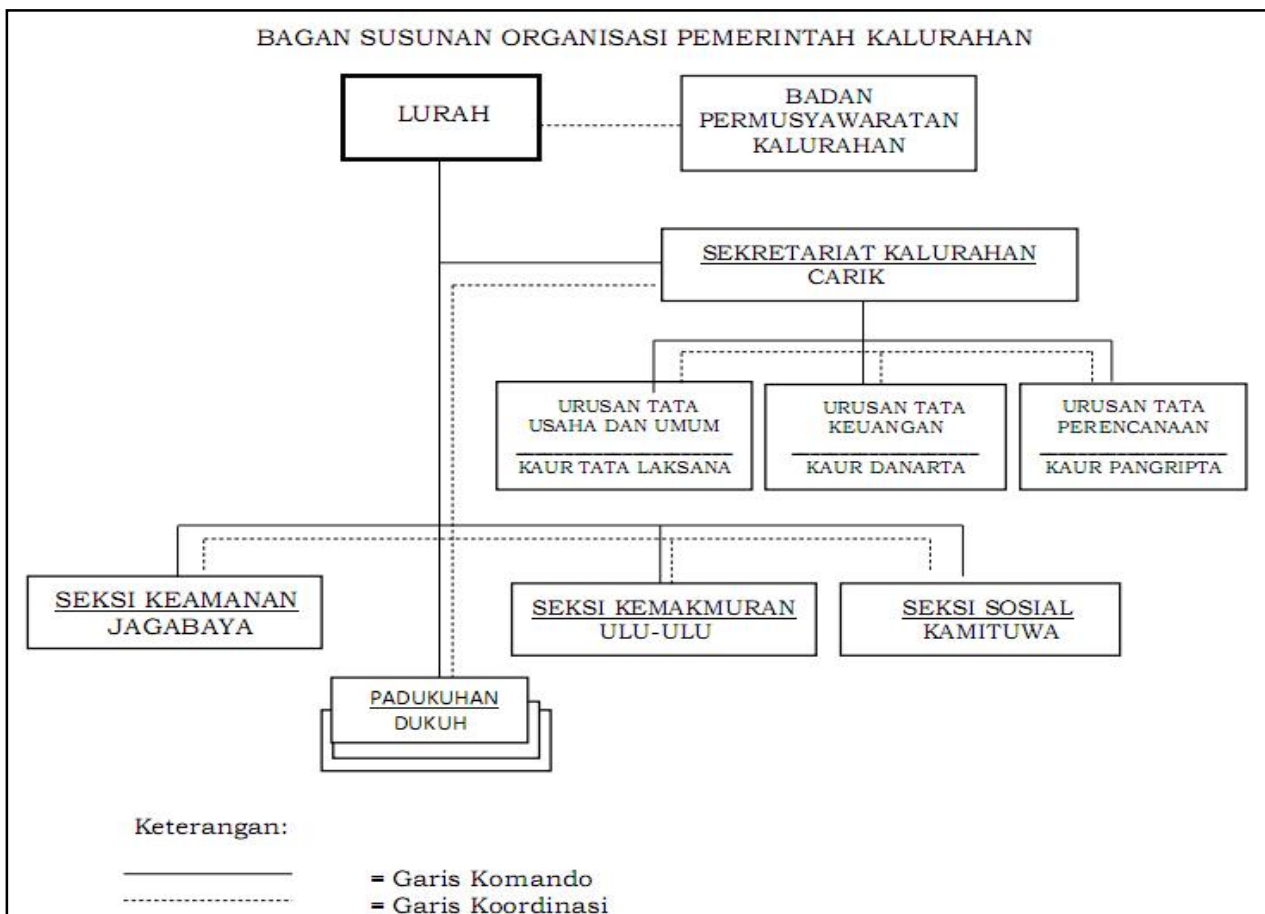 BAGAN SUSUNAN ORGANISASI PEMERINTAH KALURAHAN
LURAH
BADAN
PERMUSYAWARATAN
KALURAHAN
SEKRETARIAT KALURAHAN
CARIK
URUSAN TATA
USAHA DAN UMUM
KAUR TATA LAKSANA
URUSAN TATA
KEUANGAN
KAUR DANARTA
URUSAN TATA
PERENCANAAN
KAUR PANGRIPTA
SEKSI KEAMANAN
JAGABAYA
SEKSI KEMAKMURAN
ULU-ULU
SEKSI SOSIAL
KAMITUWA
PADUKUHAN
DUKUH
Keterangan:
= Garis Komando
= Garis Koordinasi